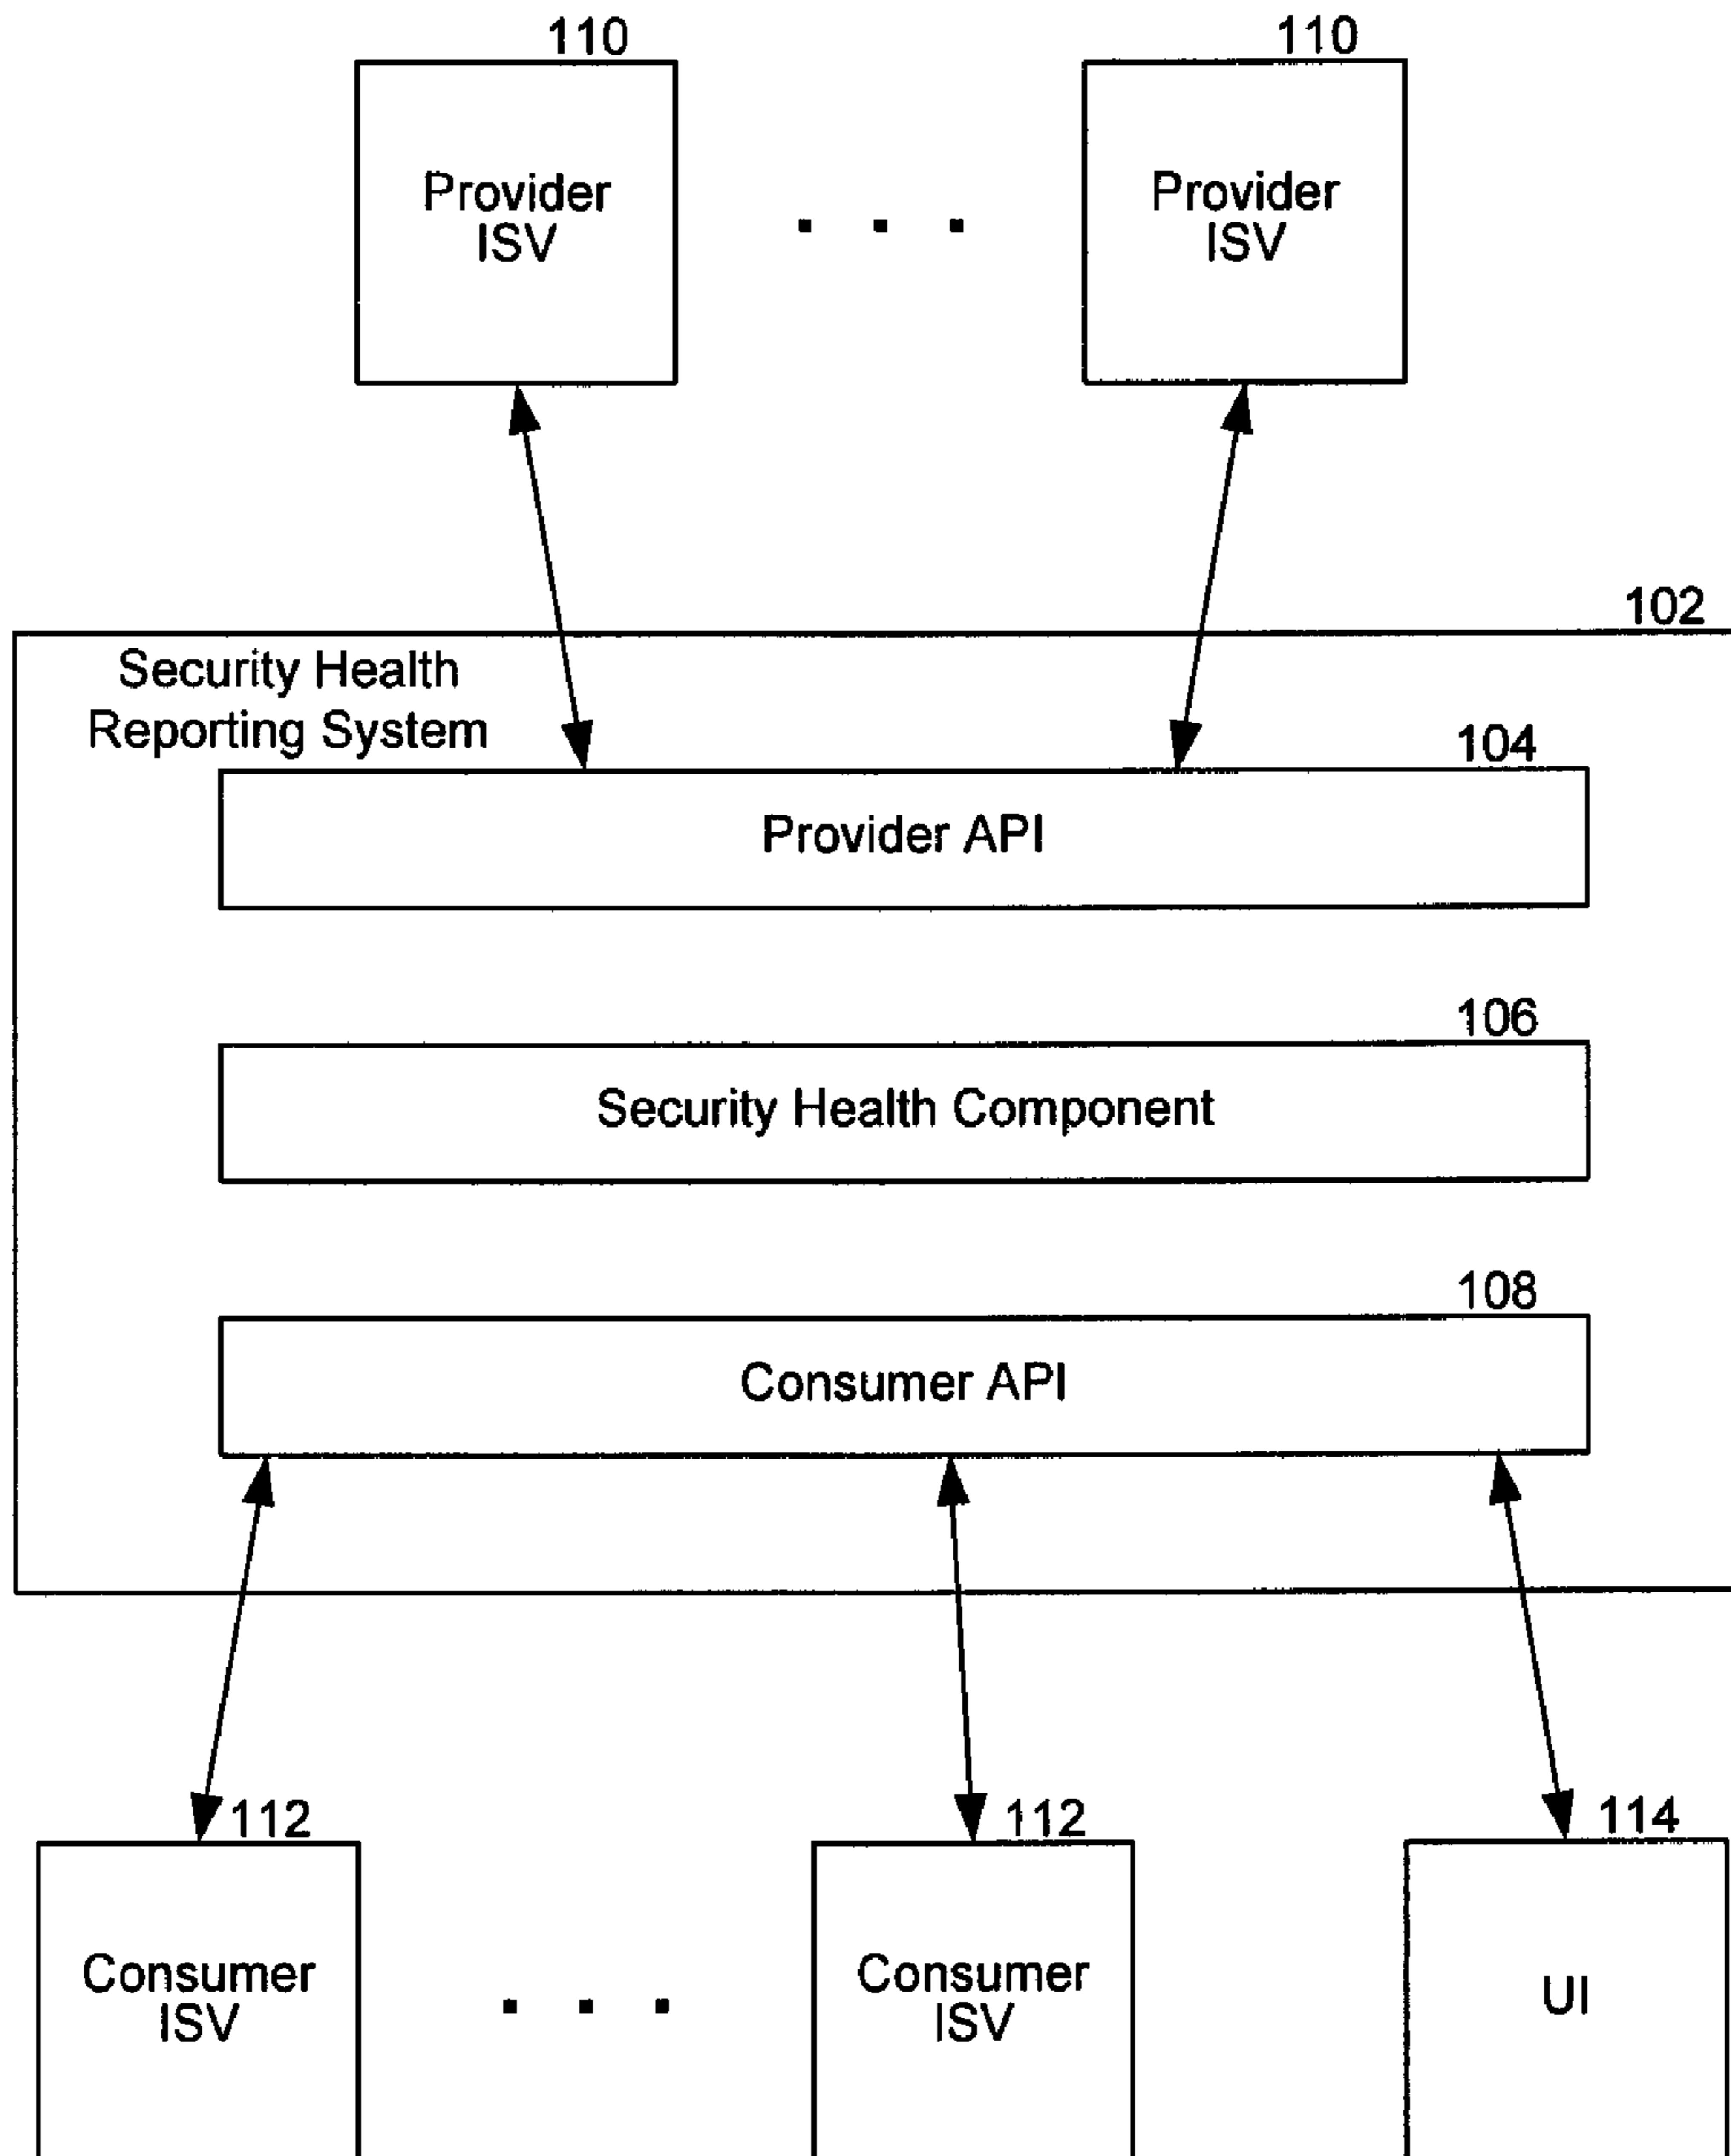 110
110
Provider
ISV
. . .
Provider
ISV
102
Security Health
Reporting System
104
Provider API
106
Security Health Component
108
Consumer API
112
112
114
Consumer
ISV
. . .
Consumer
ISV
UI